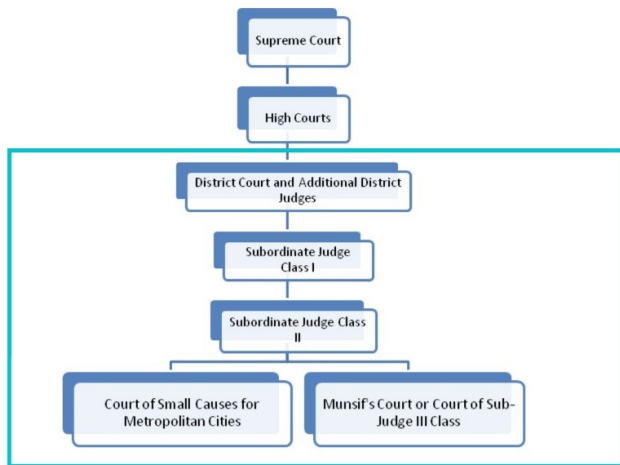 Supreme Court
High Courts
District Court and Additional District
Judges
Subordinate Judge
Class I
Subordinate Judge Class
II
Court of Small Causes for
Metropolitan Cities
Munsif's Court or Court of Sub-
Judge III Class